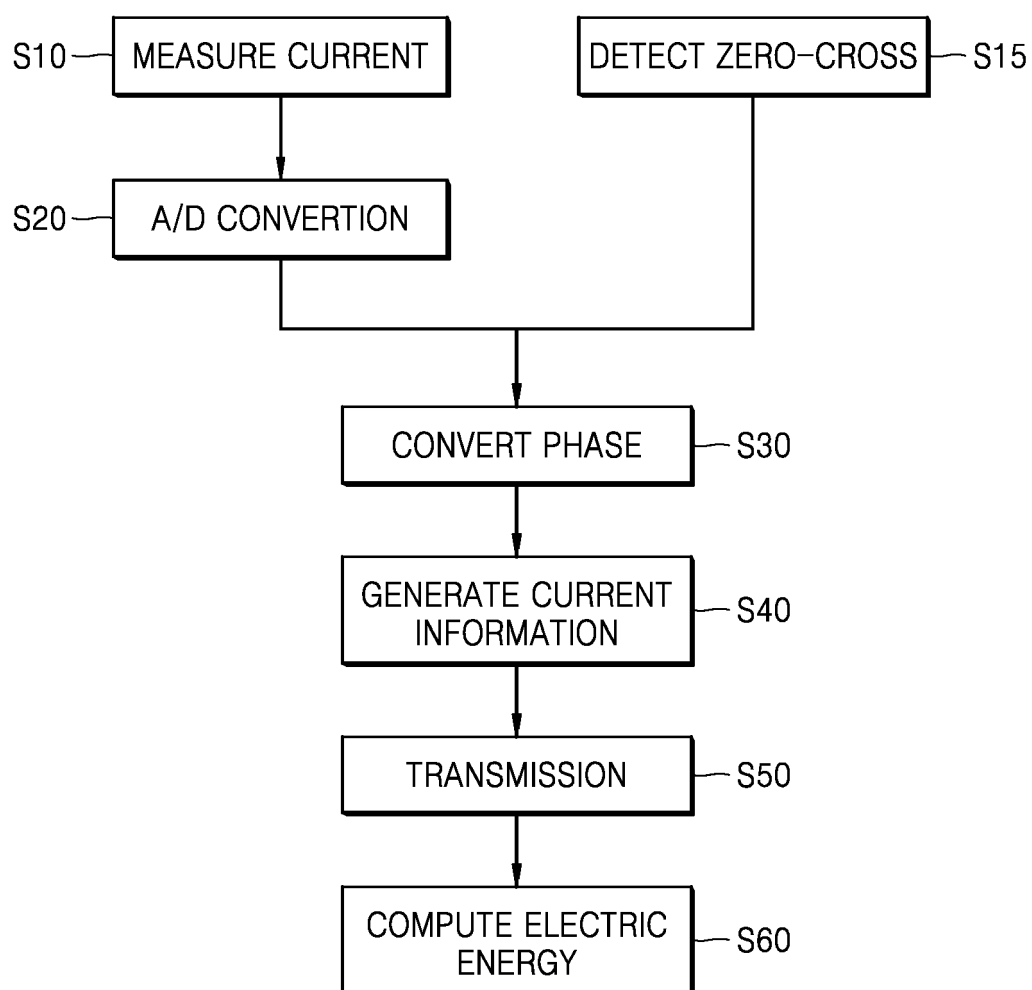 S10 MEASURE CURRENT DETECT ZERO-CROSS S15
S20 A/D CONVERTION
CONVERT PHASE S30
GENERATE CURRENT
INFORMATION
S40
TRANSMISSION S50
COMPUTE ELECTRIC
ENERGY
S60